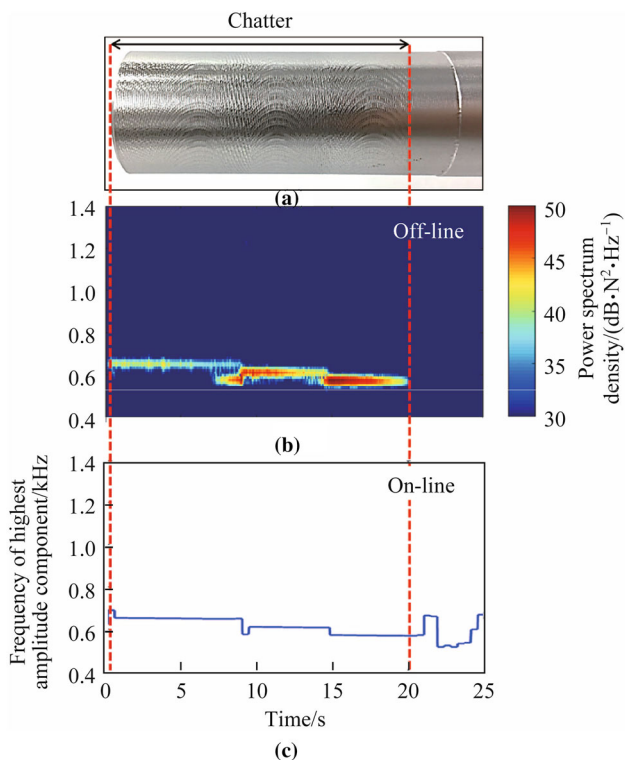 Chatter
(a)
1.4
1.2
1.0
0.8
0.6
0.4
Off-line
50
45
40
35
30
Power spectrum
density/(dB·N²·Hz⁻¹)
(b)
Frequency of highest
amplitude component/kHz
1.4
1.2
1.0
0.8
0.6
0.4
On-line
0
5
10
15
20
25
Time/s
(c)